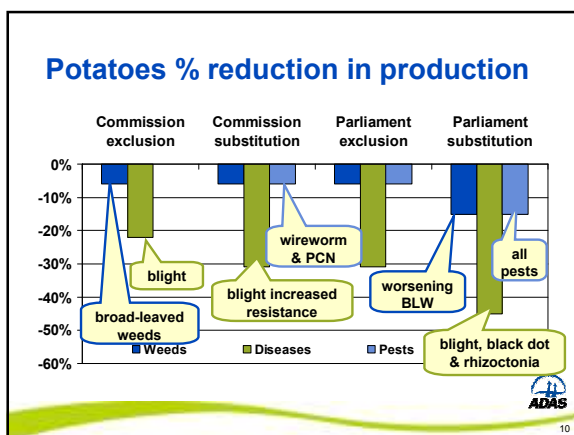 Potatoes % reduction in production
Commission exclusion
Commission substitution
Parliament exclusion
Parliament substitution
0%
-10%
-20%
-30%
-40%
-50%
-60%
broad-leaved
weeds
blight
blight increased
resistance
wireworm
& PCN
worsening
BLW
all
pests
blight, black dot
& rhizoctonia
Weeds
Diseases
Pests
ADAS
10